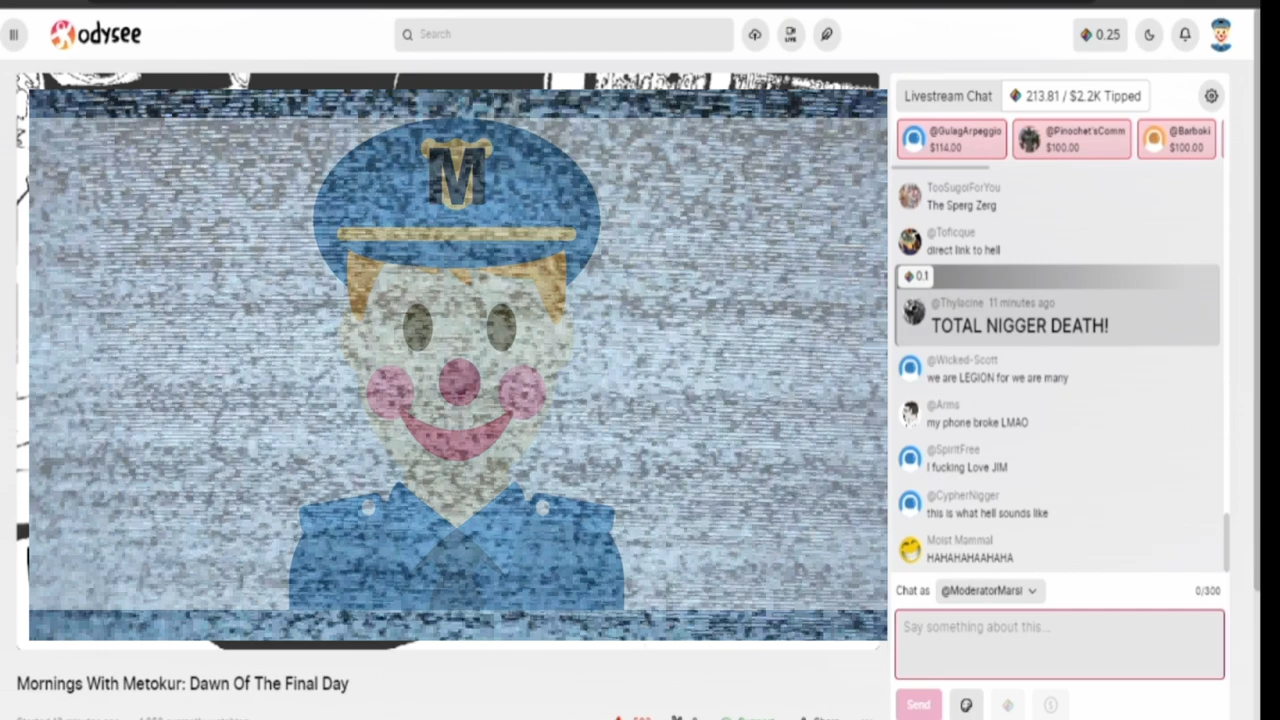 odysee
Search
LIVE
0.25
Livestream Chat
213.81 / $2.2K Tipped
@GulagArpeggio
$114.00
@Pinochet'sComm
$100.00
@Barboki
$100.00
M
TooSugoiForYou
The Sperg Zerg
@Toficque
direct link to hell
0.1
@Thylacine 11 minutes ago
TOTAL NIGGER DEATH!
@Wicked-Scott
we are LEGION for we are many
@Arms
my phone broke LMAO
@SpiritFree
I fucking Love JIM
@CypherNigger
this is what hell sounds like
Moist Mammal
HAHAHAHAAHAHA
Chat as
@ModeratorMarsi
0/300
Say something about this...
Send
Mornings With Metokur: Dawn Of The Final Day